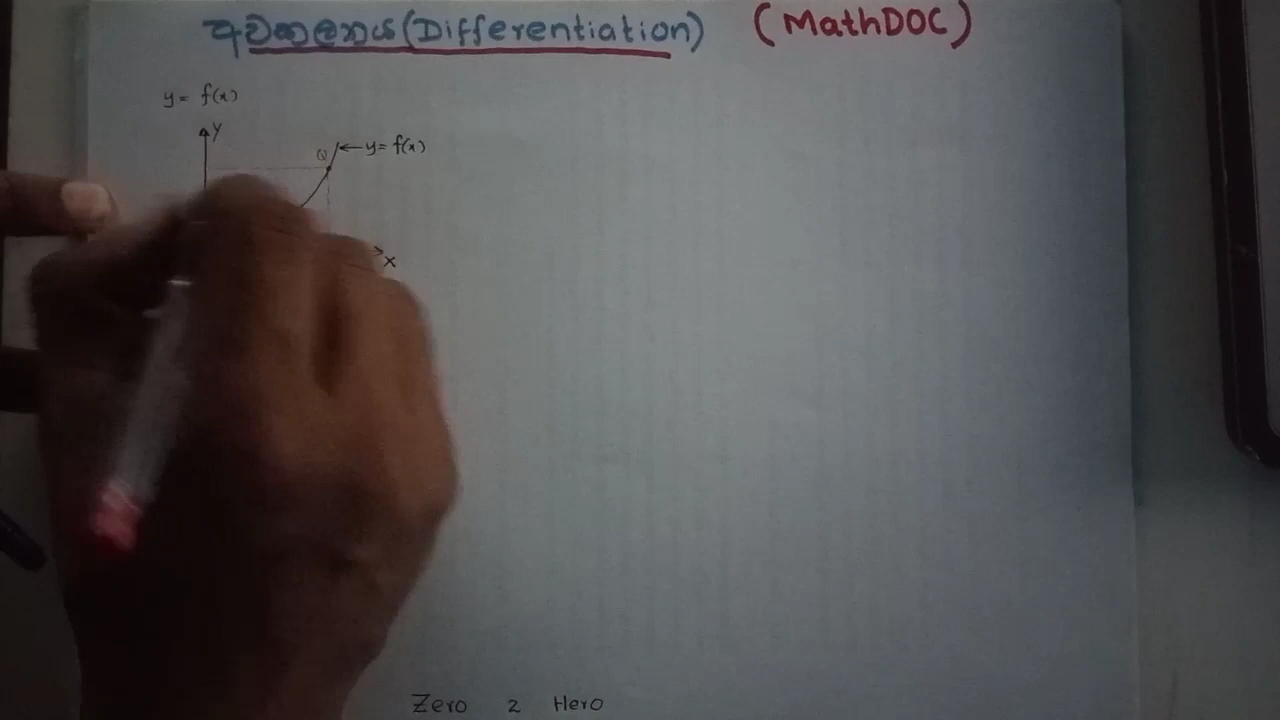 අවකලනය (Differentiation) (MathDOC)
y = f(x)
Y
Q
y = f(x)
x
Zero 2 Hero